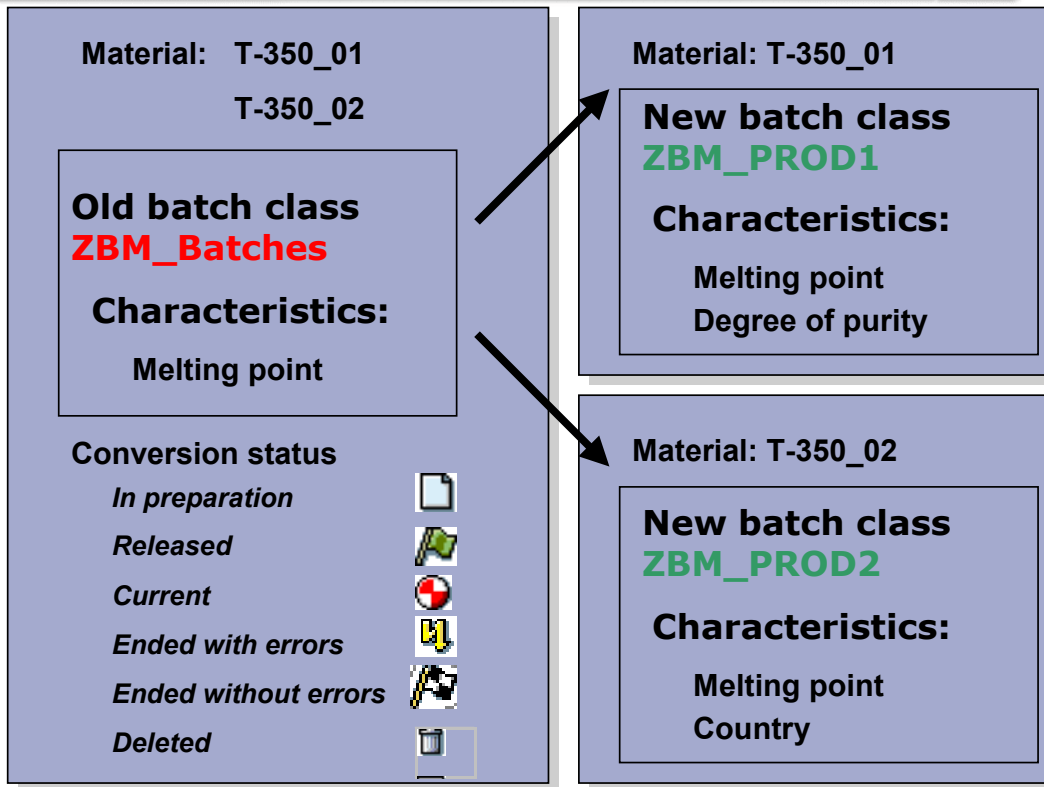 Material: T-350_01
T-350_02
Old batch class
ZBM_Batches
Characteristics:
Melting point
Conversion status
In preparation
Released
Current
Ended with errors
Ended without errors
Deleted
Material: T-350_01
New batch class
ZBM_PROD1
Characteristics:
Melting point
Degree of purity
Material: T-350_02
New batch class
ZBM_PROD2
Characteristics:
Melting point
Country